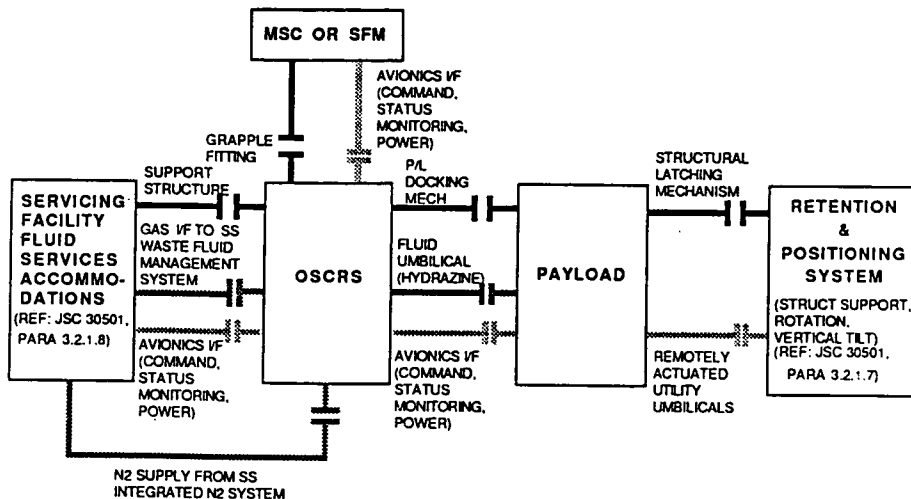 MSC OR SFM
AVIONICS I/F
(COMMAND,
STATUS
MONITORING,
POWER)
GRAPPLE
FITTING
SUPPORT
STRUCTURE
SERVICING
FACILITY
FLUID
SERVICES
ACCOMMO-
DATIONS
(REF: JSC 30501,
PARA 3.2.1.8)
GAS I/F TO SS
WASTE FLUID
MANAGEMENT
SYSTEM
AVIONICS I/F
(COMMAND,
STATUS
MONITORING,
POWER)
OSCRS
P/L
DOCKING
MECH
FLUID
UMBILICAL
(HYDRAZINE)
AVIONICS I/F
(COMMAND,
STATUS
MONITORING,
POWER)
PAYLOAD
STRUCTURAL
LATCHING
MECHANISM
REMOTELY
ACTUATED
UTILITY
UMBILICALS
RETENTION
&
POSITIONING
SYSTEM
(STRUCT SUPPORT,
ROTATION,
VERTICAL TILT)
(REF: JSC 30501,
PARA 3.2.1.7)
N2 SUPPLY FROM SS
INTEGRATED N2 SYSTEM